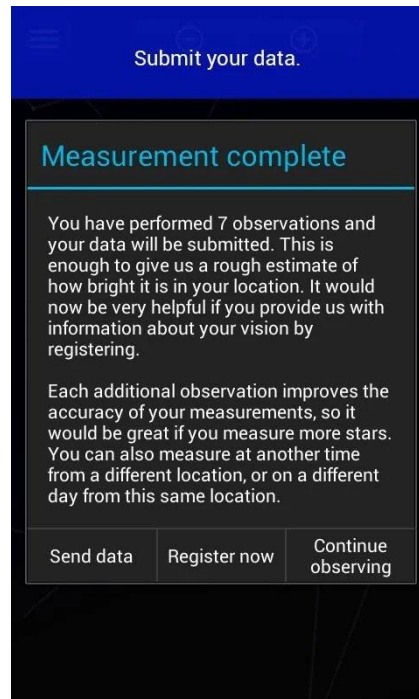 Submit your data.
Measurement complete
You have performed 7 observations and
your data will be submitted. This is
enough to give us a rough estimate of
how bright it is in your location. It would
now be very helpful if you provide us with
information about your vision by
registering.
Each additional observation improves the
accuracy of your measurements, so it
would be great if you measure more stars.
You can also measure at another time
from a different location, or on a different
day from this same location.
Send data
Register now
Continue
observing